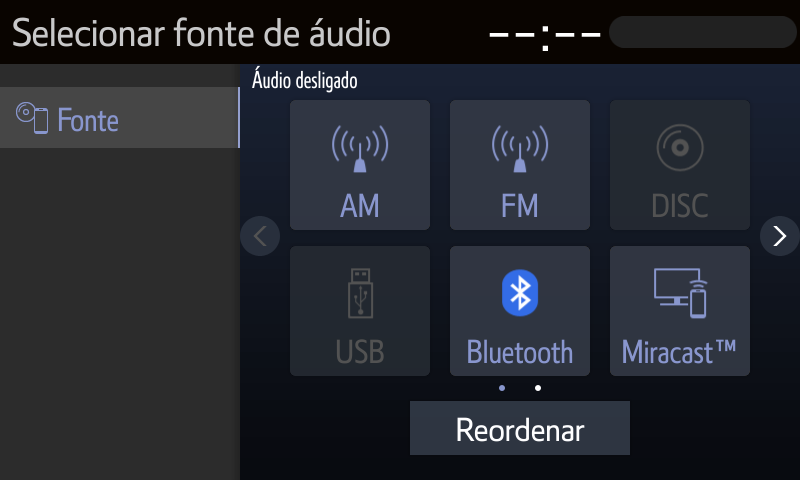 Selecionar fonte de áudio --:--
Fonte
Áudio desligado
AM FM DISC
USB Bluetooth Miracast™
Reordenar